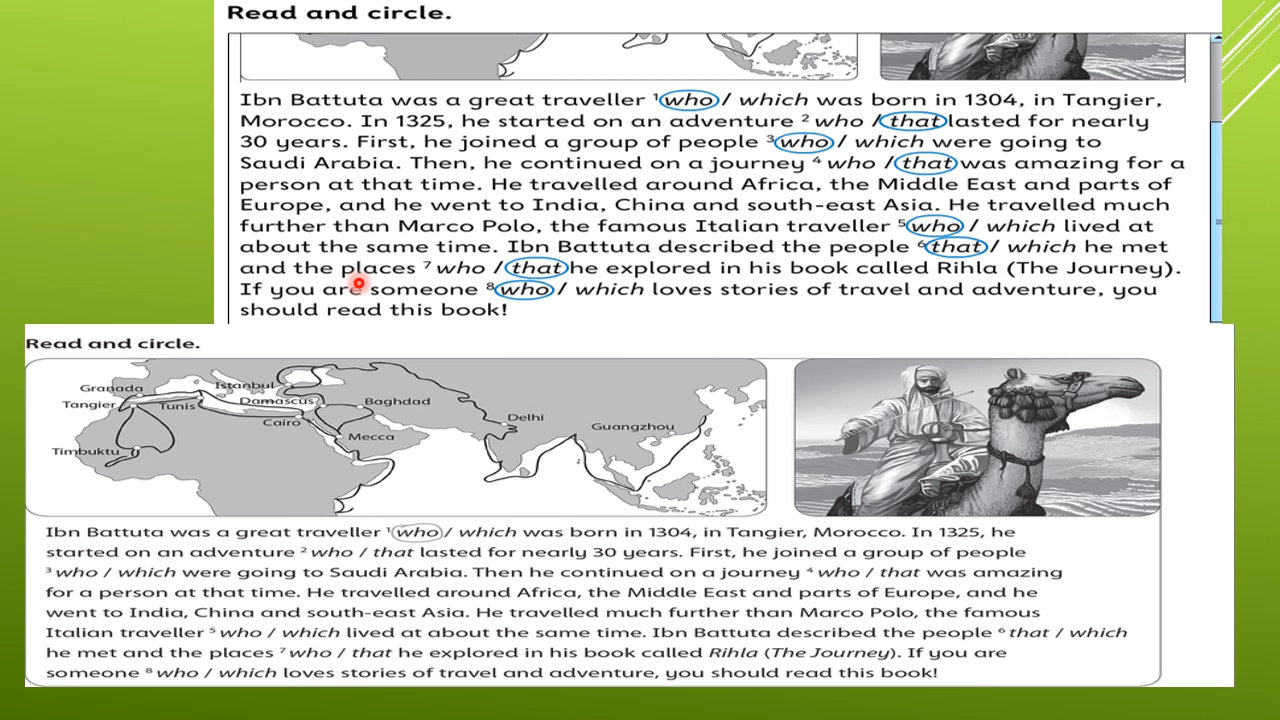 Read and circle.
Ibn Battuta was a great traveller ¹who / which was born in 1304, in Tangier,
Morocco. In 1325, he started on an adventure ² who / that lasted for nearly
30 years. First, he joined a group of people ³who / which were going to
Saudi Arabia. Then, he continued on a journey ⁴ who / that was amazing for a
person at that time. He travelled around Africa, the Middle East and parts of
Europe, and he went to India, China and south-east Asia. He travelled much
further than Marco Polo, the famous Italian traveller ⁵who / which lived at
about the same time. Ibn Battuta described the people ⁶that / which he met
and the places ⁷ who / that he explored in his book called Rihla (The Journey).
If you are someone ⁸who / which loves stories of travel and adventure, you
should read this book!
Read and circle.
Granada
Istanbul
Tangier
Tunis
Damascus
Baghdad
Cairo
Delhi
Guangzhou
Mecca
Timbuktu
Ibn Battuta was a great traveller ¹who / which was born in 1304, in Tangier, Morocco. In 1325, he
started on an adventure ² who / that lasted for nearly 30 years. First, he joined a group of people
³ who / which were going to Saudi Arabia. Then he continued on a journey ⁴ who / that was amazing
for a person at that time. He travelled around Africa, the Middle East and parts of Europe, and he
went to India, China and south-east Asia. He travelled much further than Marco Polo, the famous
Italian traveller ⁵ who / which lived at about the same time. Ibn Battuta described the people ⁶ that / which
he met and the places ⁷ who / that he explored in his book called Rihla (The Journey). If you are
someone ⁸ who / which loves stories of travel and adventure, you should read this book!